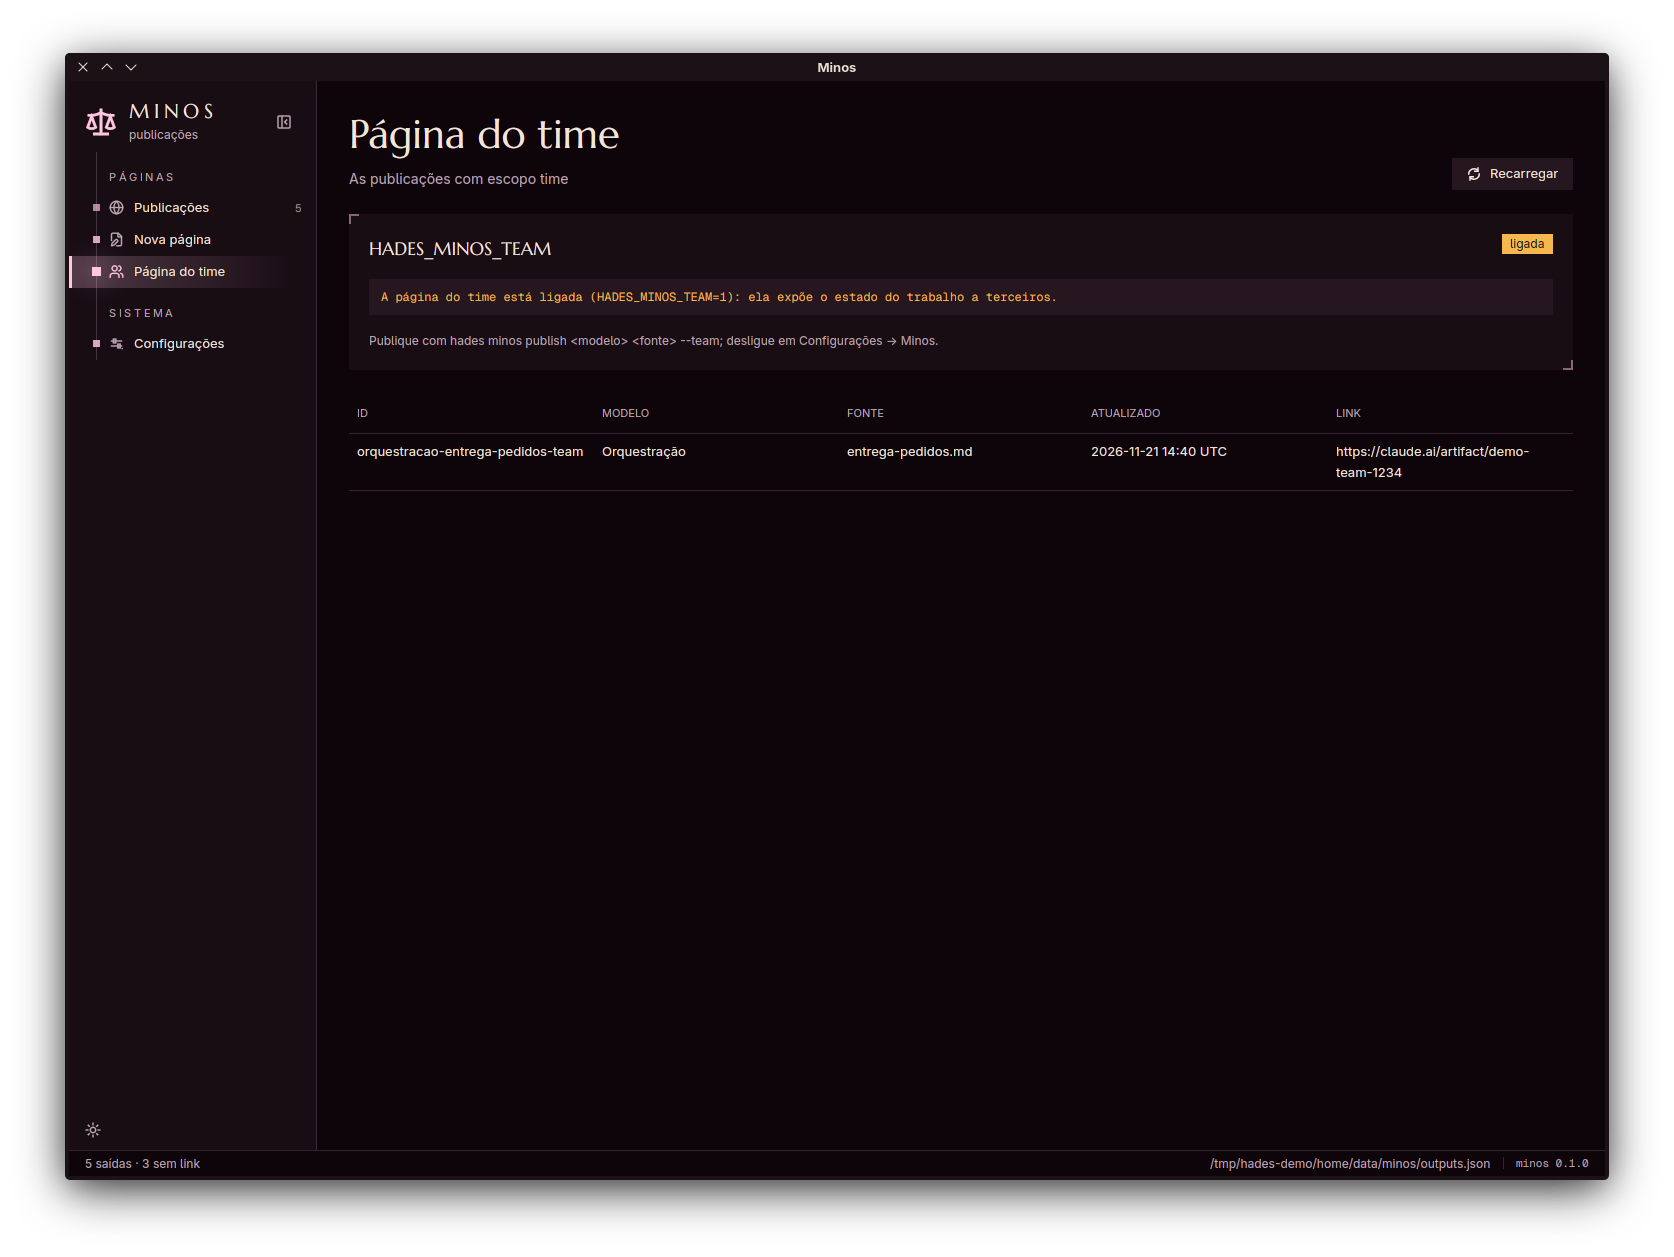 Minos
MINOS
publicações
PÁGINAS
Publicações 5
Nova página
Página do time
SISTEMA
Configurações
Página do time
As publicações com escopo time
Recarregar
HADES_MINOS_TEAM
ligada
A página do time está ligada (HADES_MINOS_TEAM=1): ela expõe o estado do trabalho a terceiros.
Publique com hades minos publish <modelo> <fonte> --team; desligue em Configurações → Minos.
ID MODELO FONTE ATUALIZADO LINK
orquestracao-entrega-pedidos-team Orquestração entrega-pedidos.md 2026-11-21 14:40 UTC https://claude.ai/artifact/demo-
team-1234
5 saídas · 3 sem link
/tmp/hades-demo/home/data/minos/outputs.json minos 0.1.0